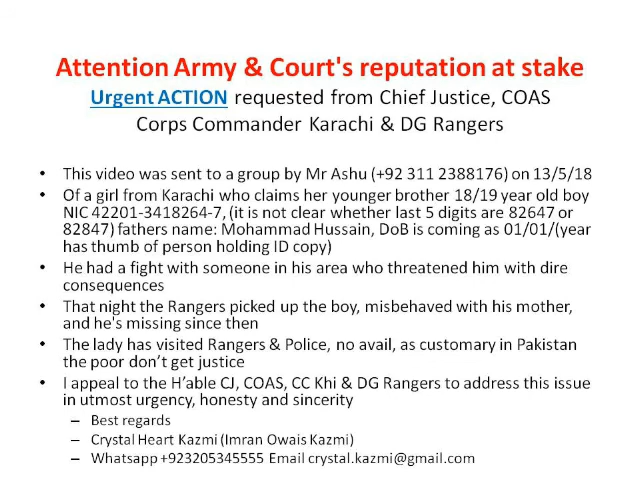 Attention Army & Court's reputation at stake
Urgent ACTION requested from Chief Justice, COAS
Corps Commander Karachi & DG Rangers
• This video was sent to a group by Mr Ashu (+92 311 2388176) on 13/5/18
• Of a girl from Karachi who claims her younger brother 18/19 year old boy
NIC 42201-3418264-7, (it is not clear whether last 5 digits are 82647 or
82847) fathers name: Mohammad Hussain, DoB is coming as 01/01/(year
has thumb of person holding ID copy)
• He had a fight with someone in his area who threatened him with dire
consequences
• That night the Rangers picked up the boy, misbehaved with his mother,
and he's missing since then
• The lady has visited Rangers & Police, no avail, as customary in Pakistan
the poor don't get justice
• I appeal to the H'able CJ, COAS, CC Khi & DG Rangers to address this issue
in utmost urgency, honesty and sincerity
– Best regards
– Crystal Heart Kazmi (Imran Owais Kazmi)
– Whatsapp +923205345555 Email crystal.kazmi@gmail.com